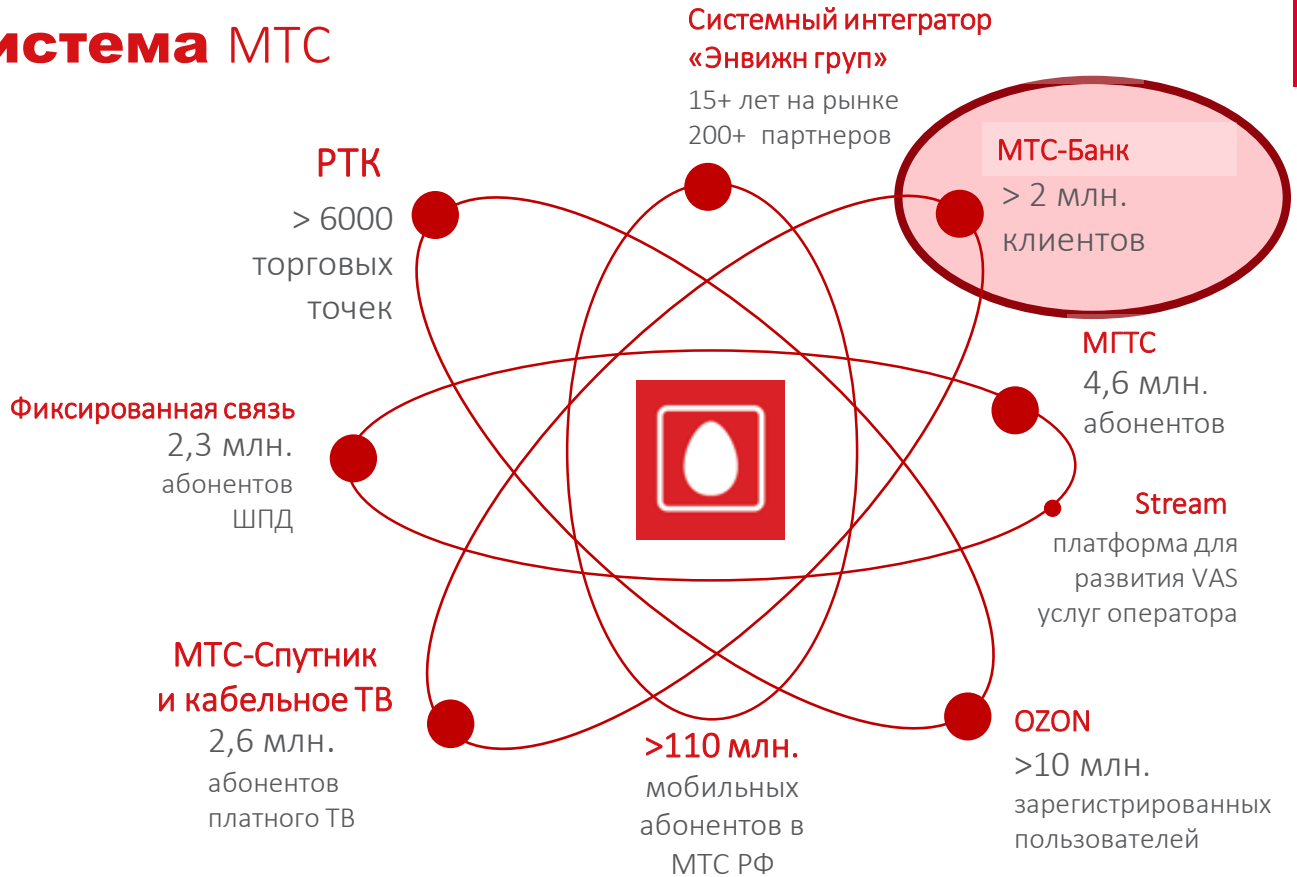 истема МТС
Системный интегратор
«Энвижн груп»
15+ лет на рынке
200+ партнеров
МТС-Банк
> 2 млн.
клиентов
РТК
> 6000
торговых
точек
МГТС
4,6 млн.
абонентов
Фиксированная связь
2,3 млн.
абонентов
ШПД
Stream
платформа для
развития VAS
услуг оператора
МТС-Спутник
и кабельное ТВ
2,6 млн.
абонентов
платного ТВ
>110 млн.
мобильных
абонентов в
МТС РФ
OZON
>10 млн.
зарегистрированных
пользователей